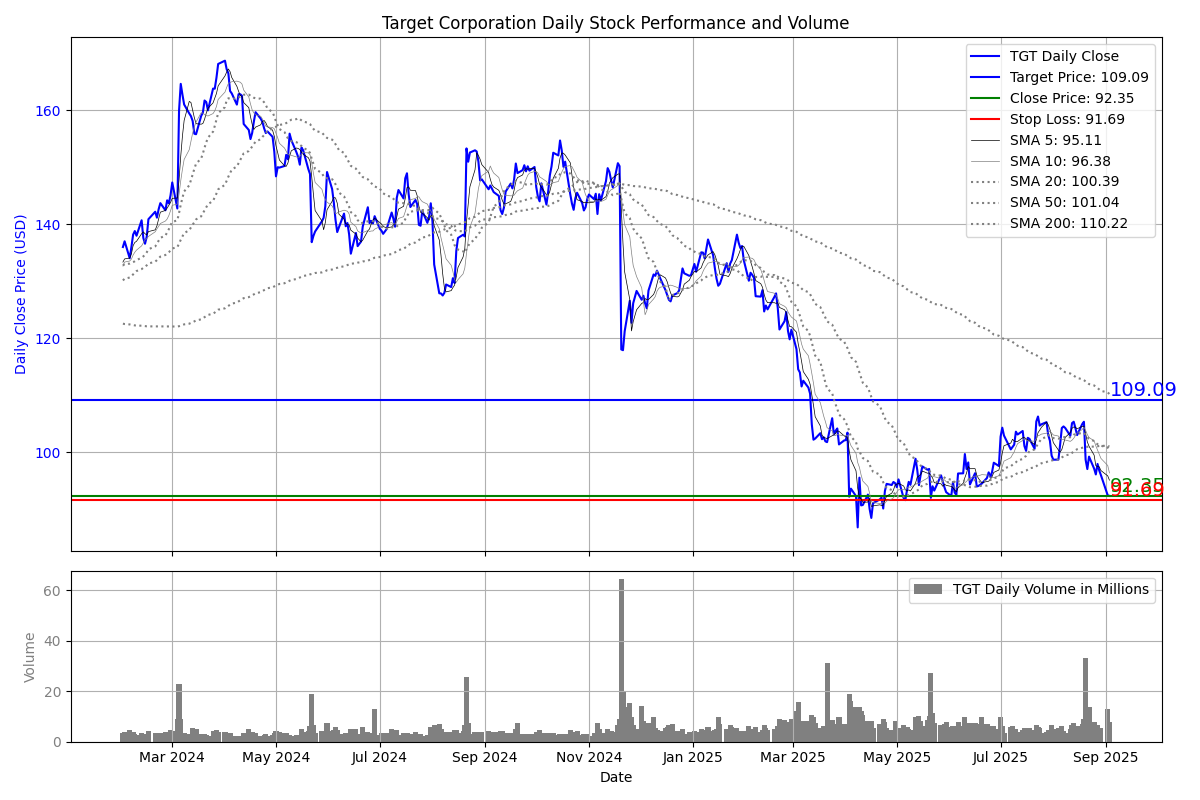 Target Corporation Daily Stock Performance and Volume
Daily Close Price (USD)
160
140
120
100
TGT Daily Close
Target Price: 109.09
Close Price: 92.35
Stop Loss: 91.69
SMA 5: 95.11
SMA 10: 96.38
SMA 20: 100.39
SMA 50: 101.04
SMA 200: 110.22
109.09
92.35
91.69
Volume
60
40
20
0
TGT Daily Volume in Millions
Mar 2024 May 2024 Jul 2024 Sep 2024 Nov 2024 Jan 2025 Mar 2025 May 2025 Jul 2025 Sep 2025
Date